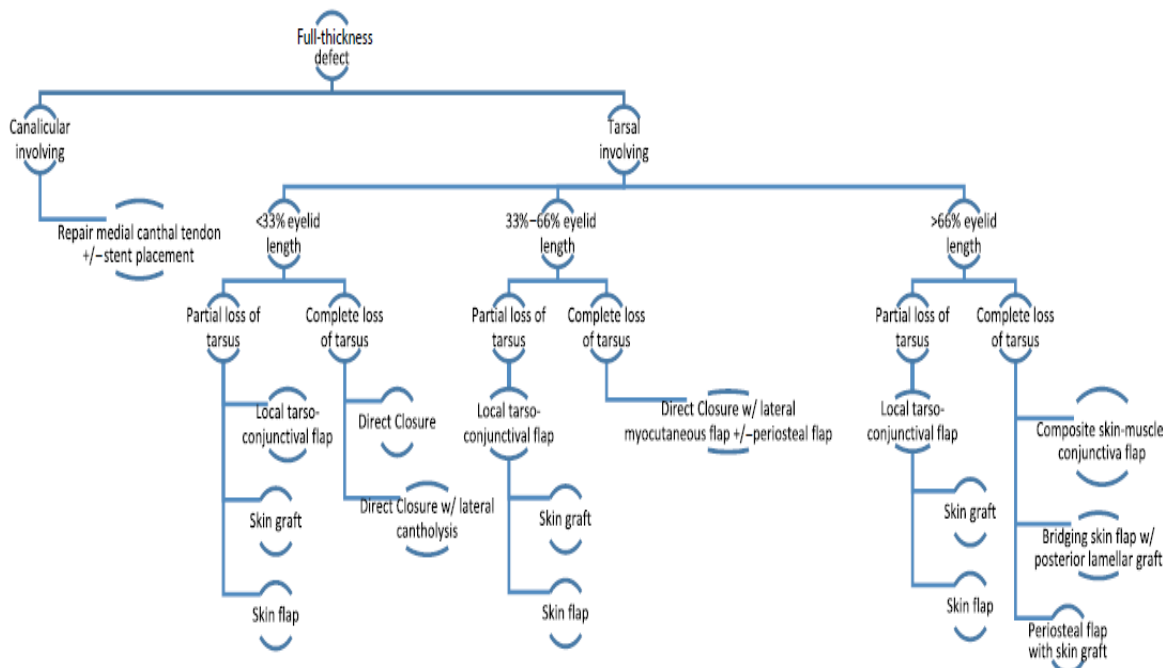 Full-thickness
defect
Canalicular
involving
Tarsal
involving
Repair medial canthal tendon
+/−stent placement
<33% eyelid
length
33%−66% eyelid
length
>66% eyelid
length
Partial loss of
tarsus
Complete loss
of tarsus
Partial loss of
tarsus
Complete loss
of tarsus
Partial loss of
tarsus
Complete loss
of tarsus
Local tarso-
conjunctival flap
Skin graft
Skin flap
Direct Closure
Direct Closure w/ lateral
cantholysis
Local tarso-
conjunctival flap
Skin graft
Skin flap
Direct Closure w/ lateral
myocutaneous flap +/−periosteal flap
Local tarso-
conjunctival flap
Skin graft
Skin flap
Composite skin-muscle
conjunctiva flap
Bridging skin flap w/
posterior lamellar graft
Periosteal flap
with skin graft